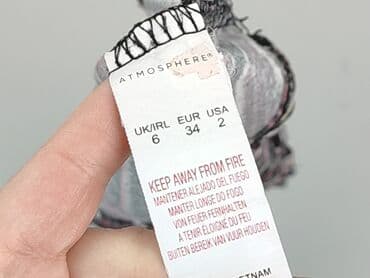 ATMOSPHERE®
UK/IRL EUR USA
6 34 2
KEEP AWAY FROM FIRE
MANTENER ALEJADO DEL FUEGO
MANTER LONGE DO FOGO
VON FEUER FERNHALTEN
A TENIR ÉLOIGNÉ DU FEU
BUITEN BEREIK VAN VUUR HOUDEN